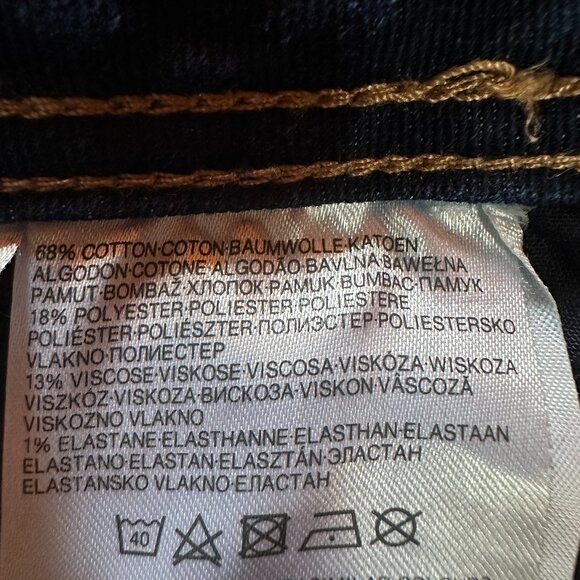 68% COTTON·COTON·BAUMWOLLE·KATOEN
ALGODON·COTONE·ALGODÃO·BAVLNA·BAWEŁNA
PAMUT·BOMBAŽ·ХЛОПОК·PAMUK·BUMBAC·ПАМУК
18% POLYESTER·POLIESTER·POLIESTERE
POLIÉSTER·POLIESZTER·ПОЛИЭСТЕР·POLIESTERSKO
VLAKNO·ПОЛИЕСТЕР
13% VISCOSE·VISKOSE·VISCOSA·VISKÓZA·WISKOZA
VISZKÓZ·VISKOZA·ВИСКОЗА·VISKON·VÂSCOZĂ
VISKOZNO VLAKNO
1% ELASTANE·ELASTHANNE·ELASTHAN·ELASTAAN
ELASTANO·ELASTAN·ELASZTÁN·ЭЛАСТАН
ELASTANSKO VLAKNO·ЕЛАСТАН
40